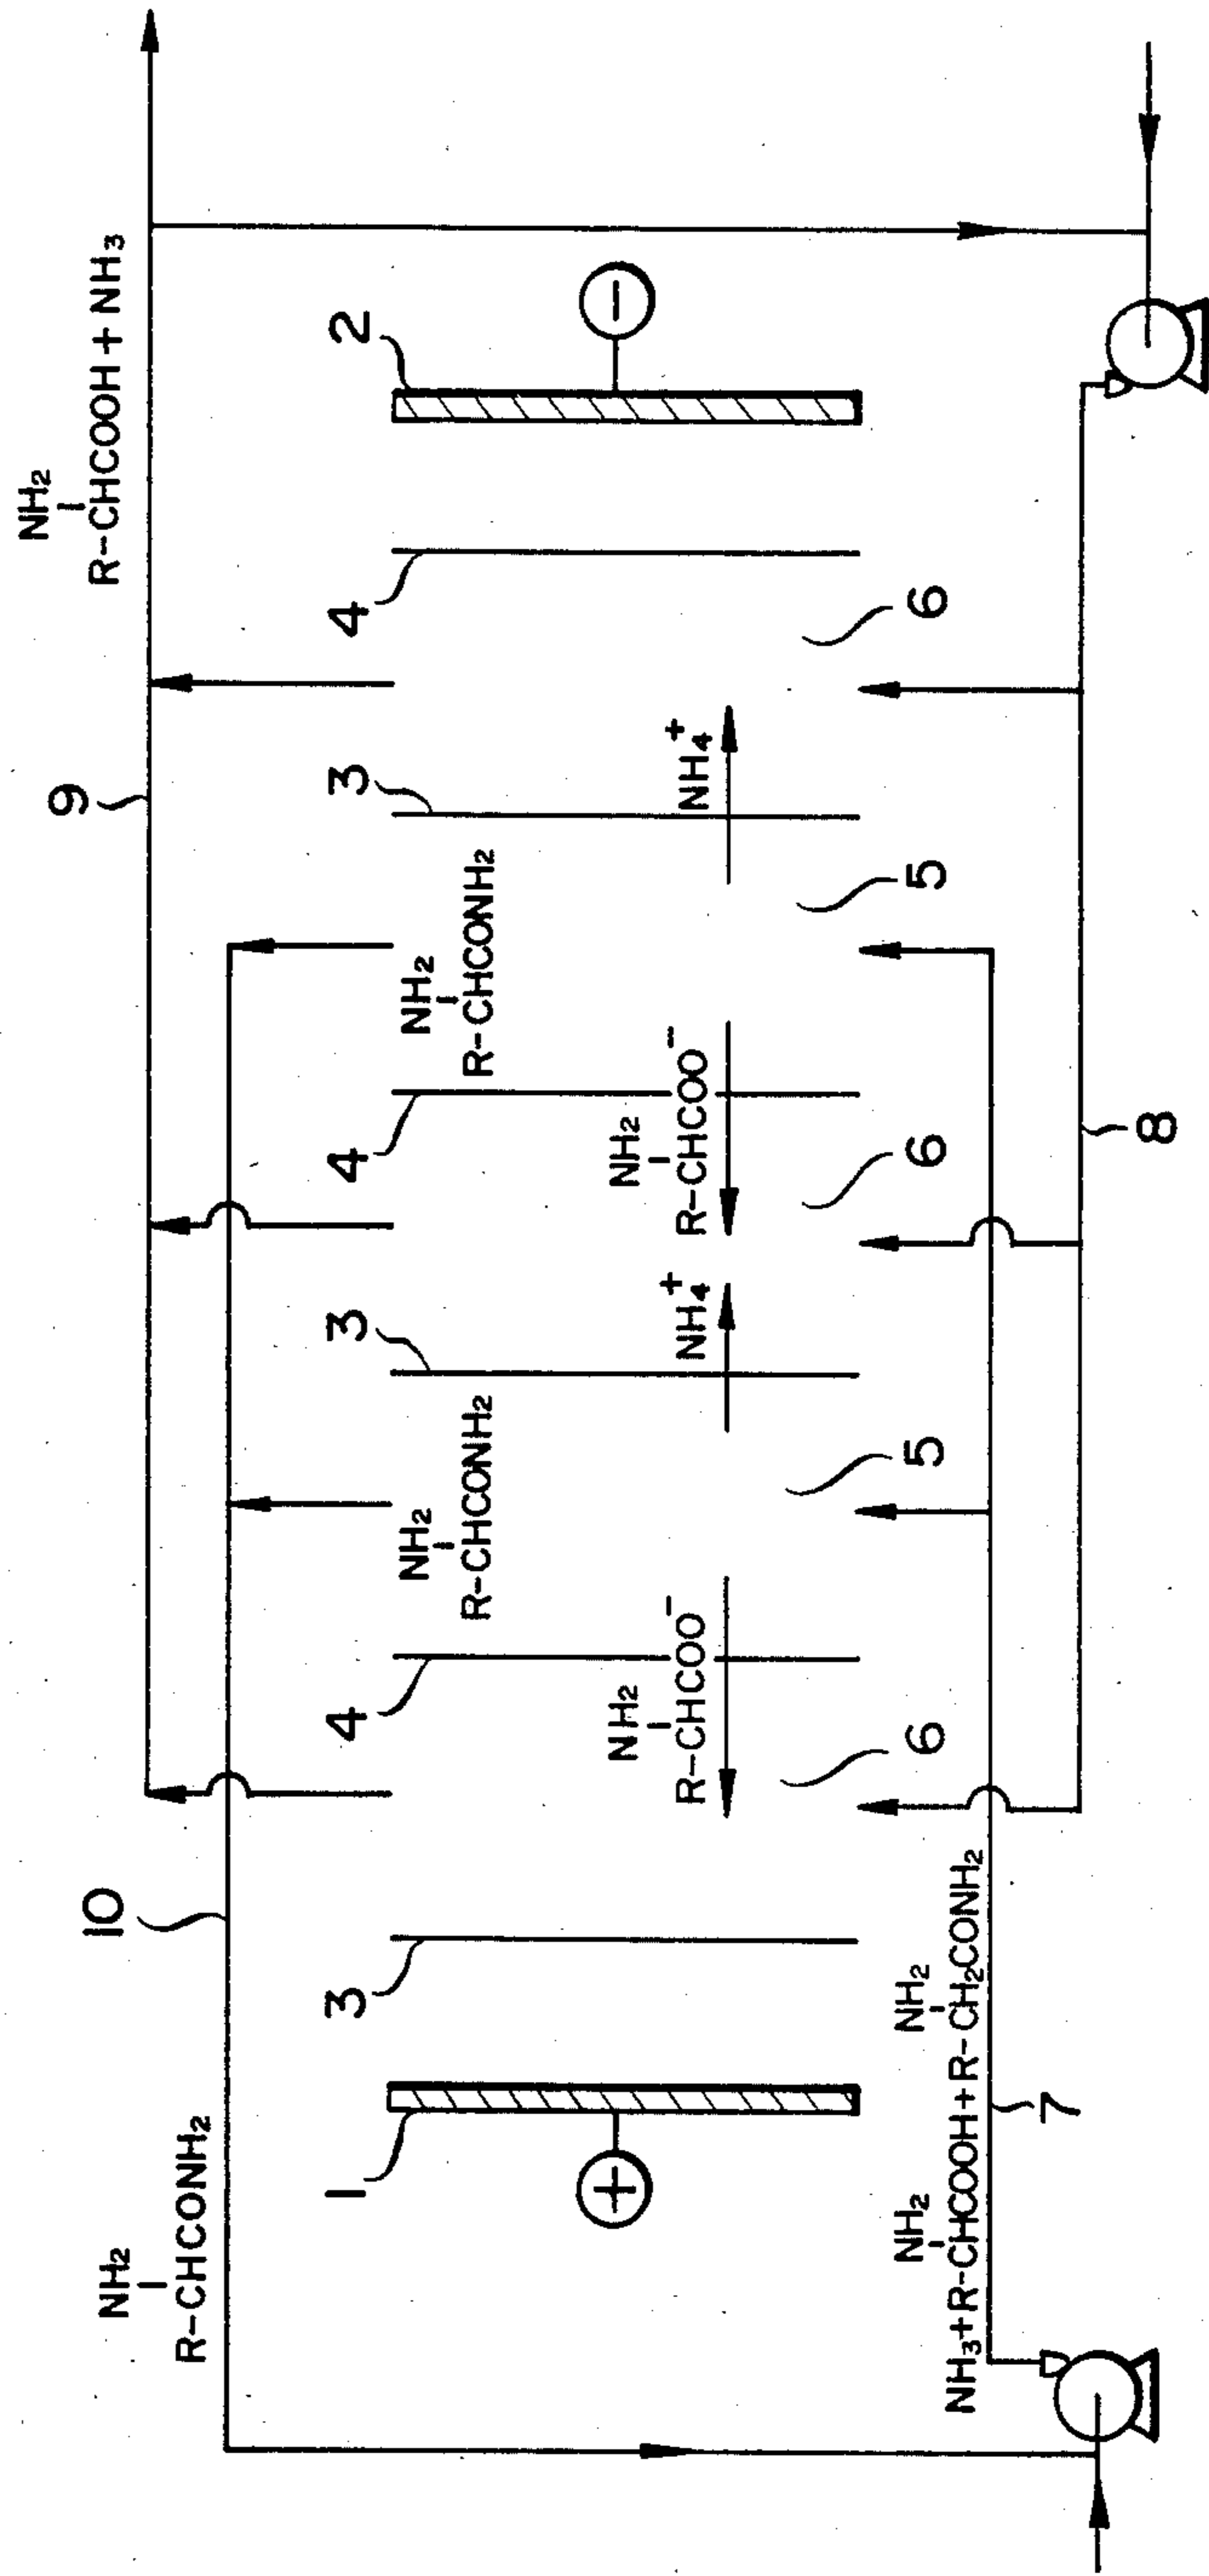 NH₂
R-CHCOOH + NH₃
9
NH₂
10
R-CHCONH₂
1 3 4 3 4 3 4 2
NH₂ NH₂
R-CHCONH₂ R-CHCONH₂
+ NH₂ NH₂ −
R-CHCOO⁻ NH₄⁺ R-CHCOO⁻ NH₄⁺
6 5 6 5 6
NH₂ NH₂
NH₃+R-CHCOOH+R-CH₂CONH₂
7
8